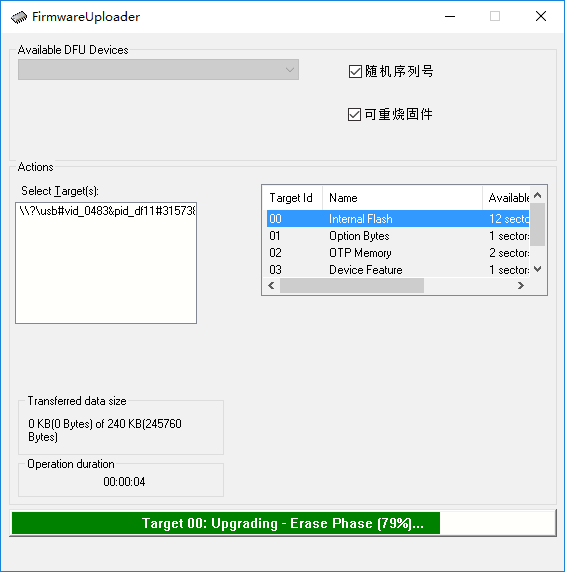 FirmwareUploader
Available DFU Devices
随机序列号
可重烧固件
Actions
Select Target(s):
\\?\usb#vid_0483&pid_df11#31573
Target Id Name Available
00 Internal Flash 12 secto
01 Option Bytes 1 sector
02 OTP Memory 2 sector
03 Device Feature 1 sector
Transferred data size
0 KB(0 Bytes) of 240 KB(245760
Bytes)
Operation duration
00:00:04
Target 00: Upgrading - Erase Phase (79%)...